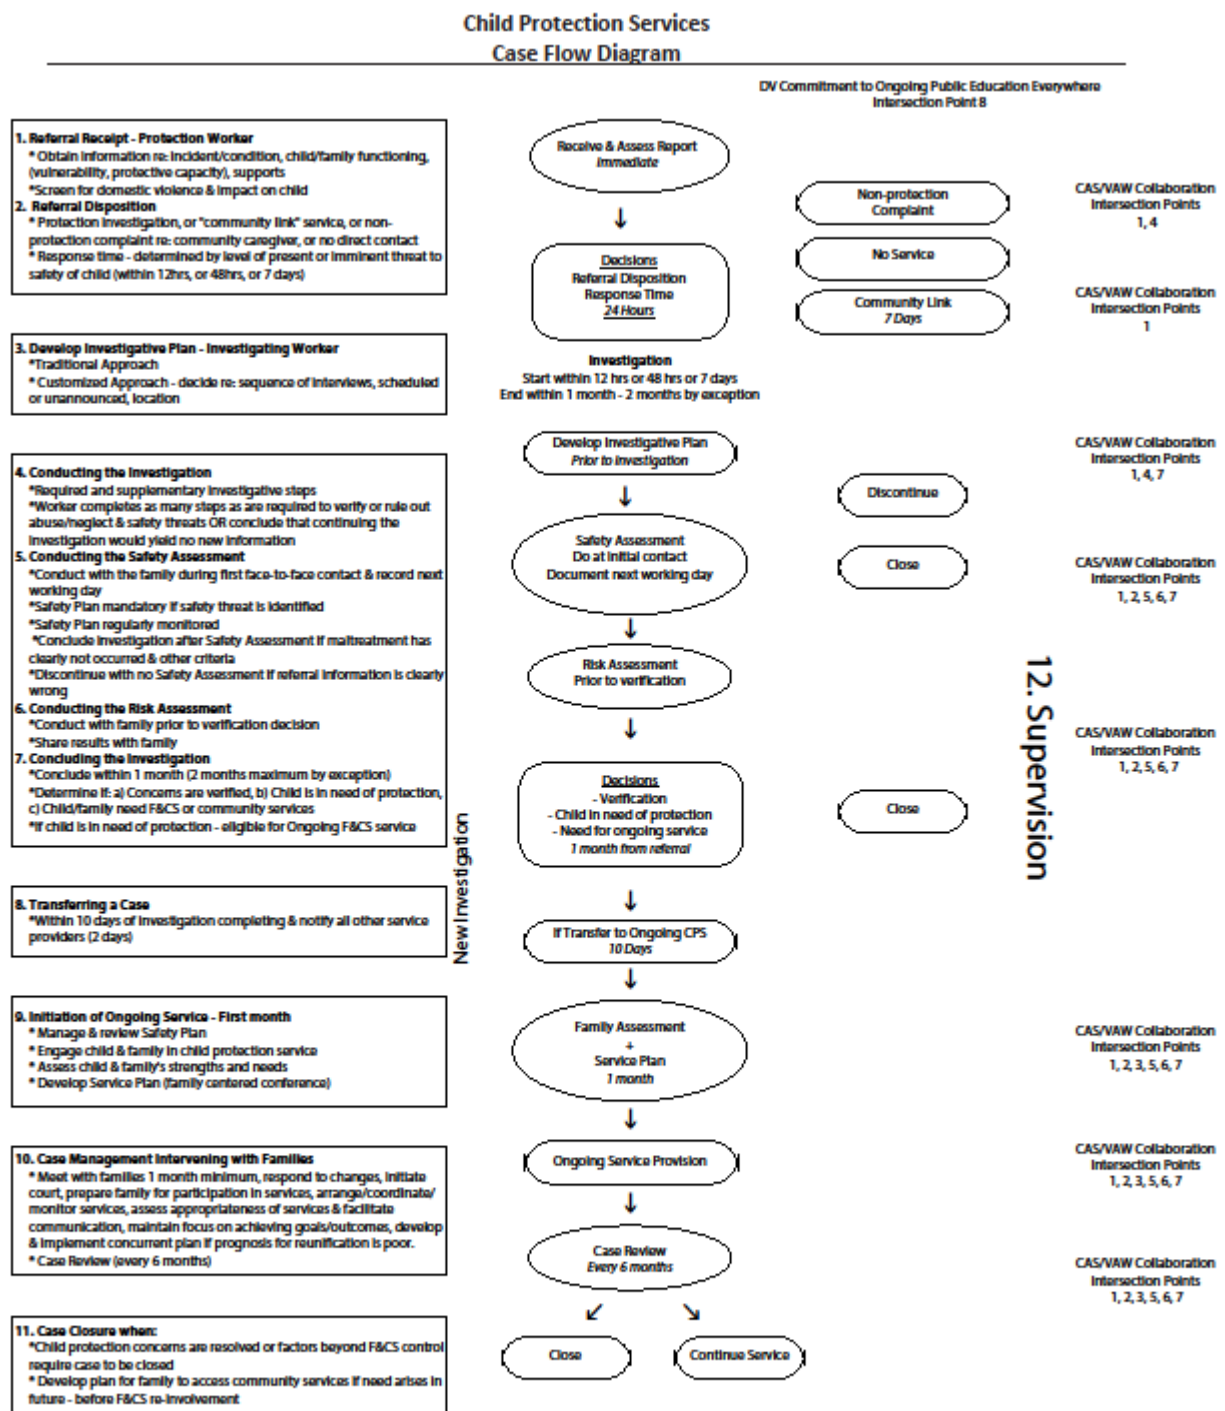 Child Protection Services
Case Flow Diagram
DV Commitment to Ongoing Public Education Everywhere
Intersection Point 8
1. Referral Receipt - Protection Worker
* Obtain information re: incident/condition, child/family functioning,
(vulnerability, protective capacity), supports
*Screen for domestic violence & impact on child
2. Referral Disposition
* Protection investigation, or "community link" service, or non-
protection complaint re: community caregiver, or no direct contact
* Response time - determined by level of present or imminent threat to
safety of child (within 12hrs, or 48hrs, or 7 days)
Receive & Assess Report
Immediate
Non-protection
Complaint
CAS/VAW Collaboration
Intersection Points
1, 4
No Service
Decisions
Referral Disposition
Response Time
24 Hours
Community Link
7 Days
CAS/VAW Collaboration
Intersection Points
1
3. Develop Investigative Plan - Investigating Worker
*Traditional Approach
* Customized Approach - decide re: sequence of interviews, scheduled
or unannounced, location
Investigation
Start within 12 hrs or 48 hrs or 7 days
End within 1 month - 2 months by exception
Develop Investigative Plan
Prior to Investigation
CAS/VAW Collaboration
Intersection Points
1, 4, 7
4. Conducting the Investigation
*Required and supplementary investigative steps
*Worker completes as many steps as are required to verify or rule out
abuse/neglect & safety threats OR conclude that continuing the
investigation would yield no new information
5. Conducting the Safety Assessment
*Conduct with the family during first face-to-face contact & record next
working day
*Safety Plan mandatory if safety threat is identified
*Safety Plan regularly monitored
*Conclude investigation after Safety Assessment if maltreatment has
clearly not occurred & other criteria
*Discontinue with no Safety Assessment if referral information is clearly
wrong
6. Conducting the Risk Assessment
*Conduct with family prior to verification decision
*Share results with family
7. Concluding the Investigation
*Conclude within 1 month (2 months maximum by exception)
*Determine if: a) Concerns are verified, b) Child is in need of protection,
c) Child/family need F&CS or community services
*If child is in need of protection - eligible for Ongoing F&CS service
Discontinue
Safety Assessment
Do at initial contact
Document next working day
Close
CAS/VAW Collaboration
Intersection Points
1, 2, 5, 6, 7
Risk Assessment
Prior to verification
12. Supervision
CAS/VAW Collaboration
Intersection Points
1, 2, 5, 6, 7
Decisions
- Verification
- Child in need of protection
- Need for ongoing service
1 month from referral
Close
New Investigation
8. Transferring a Case
*Within 10 days of investigation completing & notify all other service
providers (2 days)
If Transfer to Ongoing CPS
10 Days
9. Initiation of Ongoing Service - First month
* Manage & review Safety Plan
* Engage child & family in child protection service
* Assess child & family's strengths and needs
* Develop Service Plan (family centered conference)
Family Assessment
+
Service Plan
1 month
CAS/VAW Collaboration
Intersection Points
1, 2, 3, 5, 6, 7
10. Case Management Intervening with Families
* Meet with families 1 month minimum, respond to changes, initiate
court, prepare family for participation in services, arrange/coordinate/
monitor services, assess appropriateness of services & facilitate
communication, maintain focus on achieving goals/outcomes, develop
& implement concurrent plan if prognosis for reunification is poor.
* Case Review (every 6 months)
Ongoing Service Provision
CAS/VAW Collaboration
Intersection Points
1, 2, 3, 5, 6, 7
Case Review
Every 6 months
CAS/VAW Collaboration
Intersection Points
1, 2, 3, 5, 6, 7
11. Case Closure when:
*Child protection concerns are resolved or factors beyond F&CS control
require case to be closed
* Develop plan for family to access community services if need arises in
future - before F&CS re-involvement
Close
Continue Service